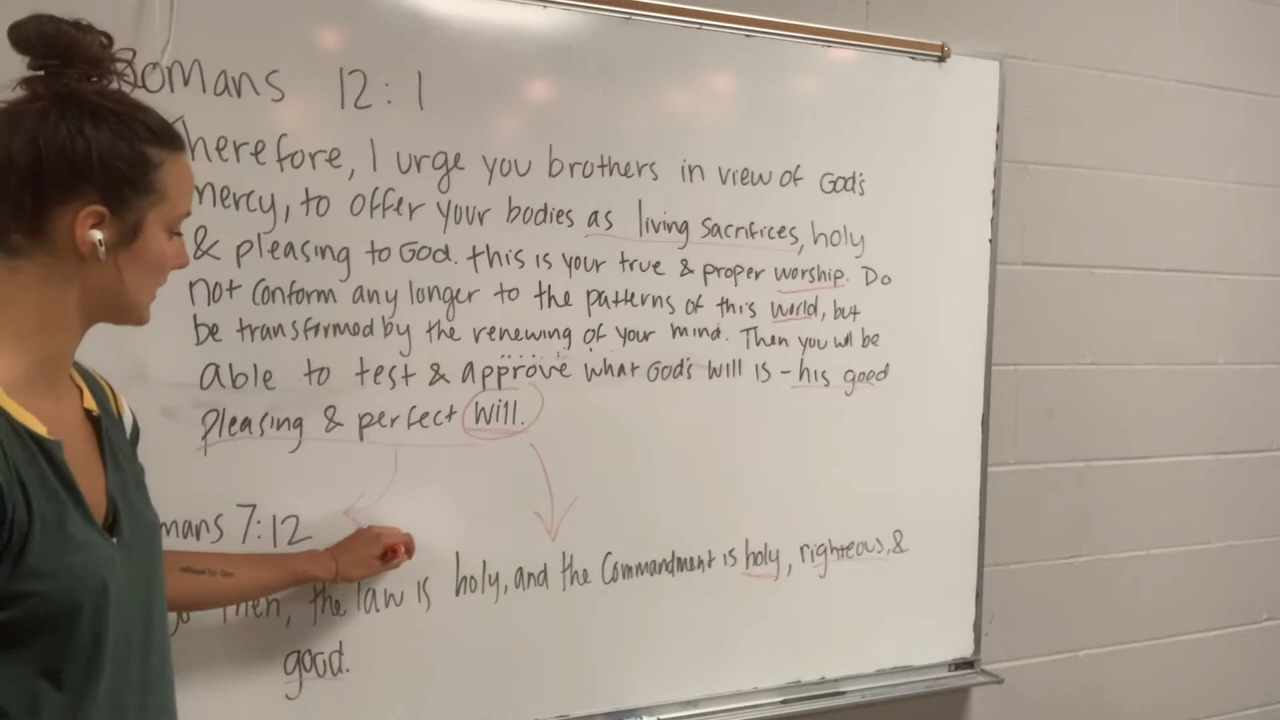 Romans 12:1
Therefore, I urge you brothers in view of God's
mercy, to offer your bodies as living sacrifices, holy
& pleasing to God. this is your true & proper worship. Do
not conform any longer to the patterns of this world, but
be transformed by the renewing of your mind. Then you will be
able to test & approve what God's will is - his good
pleasing & perfect will.
mans 7:12
So Then, the law is holy, and the Commandment is holy, righteous, &
good.